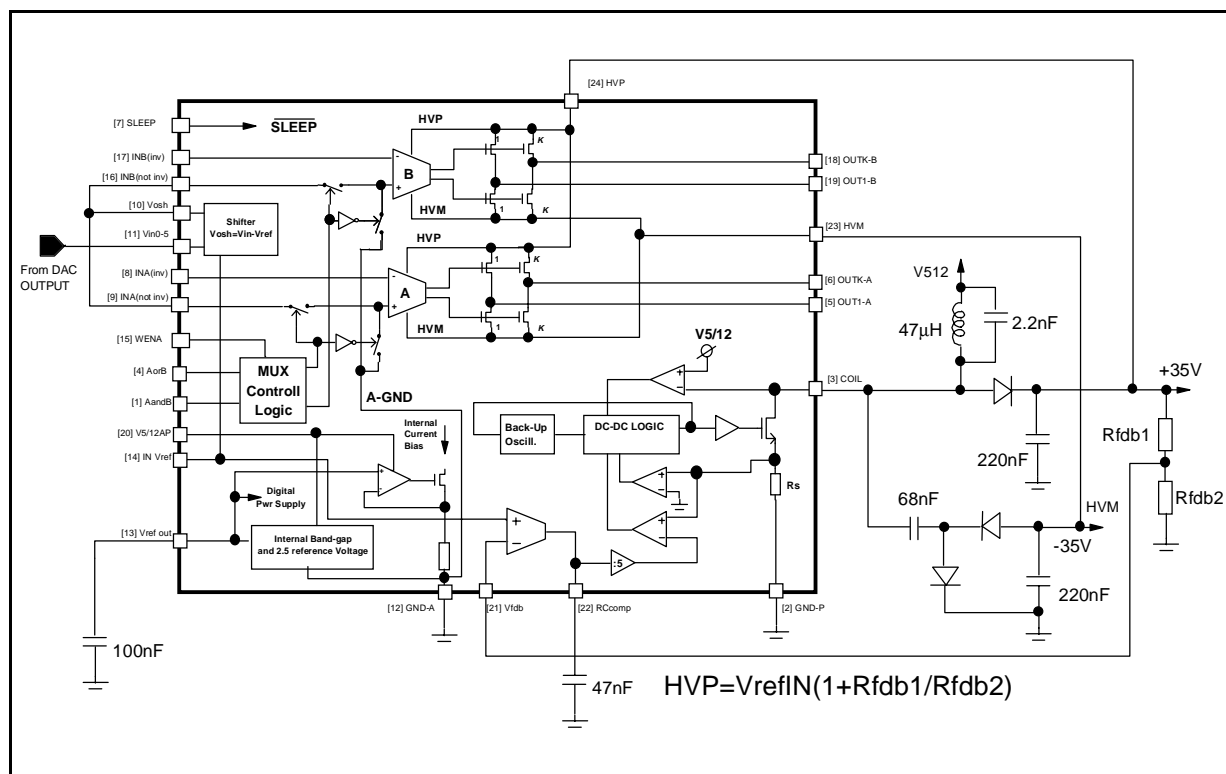 [24] HVP
[7] SLEEP
SLEEP
HVP
1
K
[17] INB(inv)
-
B
[18] OUTK-B
[16] INB(not inv)
+
[19] OUT1-B
[10] Vosh
1
K
Shifter
Vosh=Vin-Vref
HVM
[23] HVM
[11] Vin0-5
From DAC
OUTPUT
HVP
1
K
[8] INA(inv)
-
A
[6] OUTK-A
[9] INA(not inv)
+
[5] OUT1-A
1
K
HVM
V512
47µH
2.2nF
[15] WENA
V5/12
[4] AorB
MUX
Controll
Logic
+
-
[3] COIL
+35V
[1] AandB
A-GND
[20] V5/12AP
Internal
Current
Bias
Back-Up
Oscill.
DC-DC LOGIC
[14] IN Vref
220nF
Rfdb1
+
-
+
-
Rs
Rfdb2
Digital
Pwr Supply
68nF
HVM
[13] Vref out
Internal Band-gap
and 2.5 reference Voltage
+
-
+
-
-35V
:5
220nF
[12] GND-A
[21] Vfdb
[22] RCcomp
[2] GND-P
100nF
47nF
HVP=VrefIN(1+Rfdb1/Rfdb2)